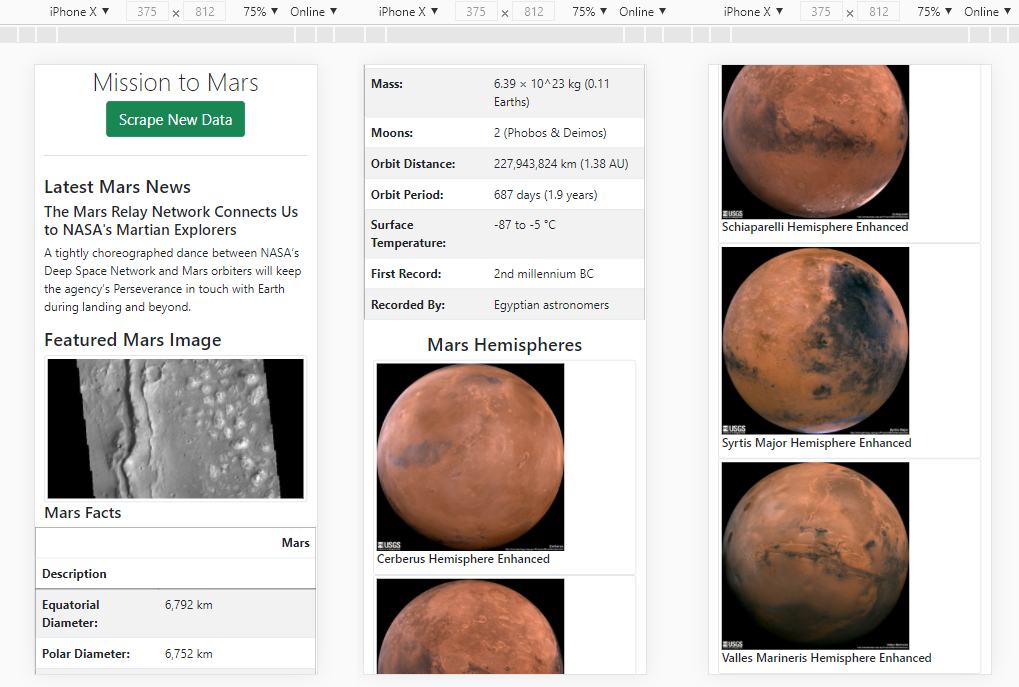 iPhone X ▼ 375 × 812 75% ▼ Online ▼
Mission to Mars
Scrape New Data
Latest Mars News
The Mars Relay Network Connects Us
to NASA's Martian Explorers
A tightly choreographed dance between NASA's
Deep Space Network and Mars orbiters will keep
the agency's Perseverance in touch with Earth
during landing and beyond.
Featured Mars Image
Mars Facts
Mars
Description
Equatorial
Diameter:
6,792 km
Polar Diameter: 6,752 km
iPhone X ▼ 375 × 812 75% ▼ Online ▼
Mass: 6.39 × 10^23 kg (0.11
Earths)
Moons: 2 (Phobos & Deimos)
Orbit Distance: 227,943,824 km (1.38 AU)
Orbit Period: 687 days (1.9 years)
Surface
Temperature:
-87 to -5 °C
First Record: 2nd millennium BC
Recorded By: Egyptian astronomers
Mars Hemispheres
USGS
Cerberus Hemisphere Enhanced
iPhone X ▼ 375 × 812 75% ▼ Online ▼
USGS
Schiaparelli Hemisphere Enhanced
USGS
Syrtis Major Hemisphere Enhanced
USGS
Valles Marineris Hemisphere Enhanced